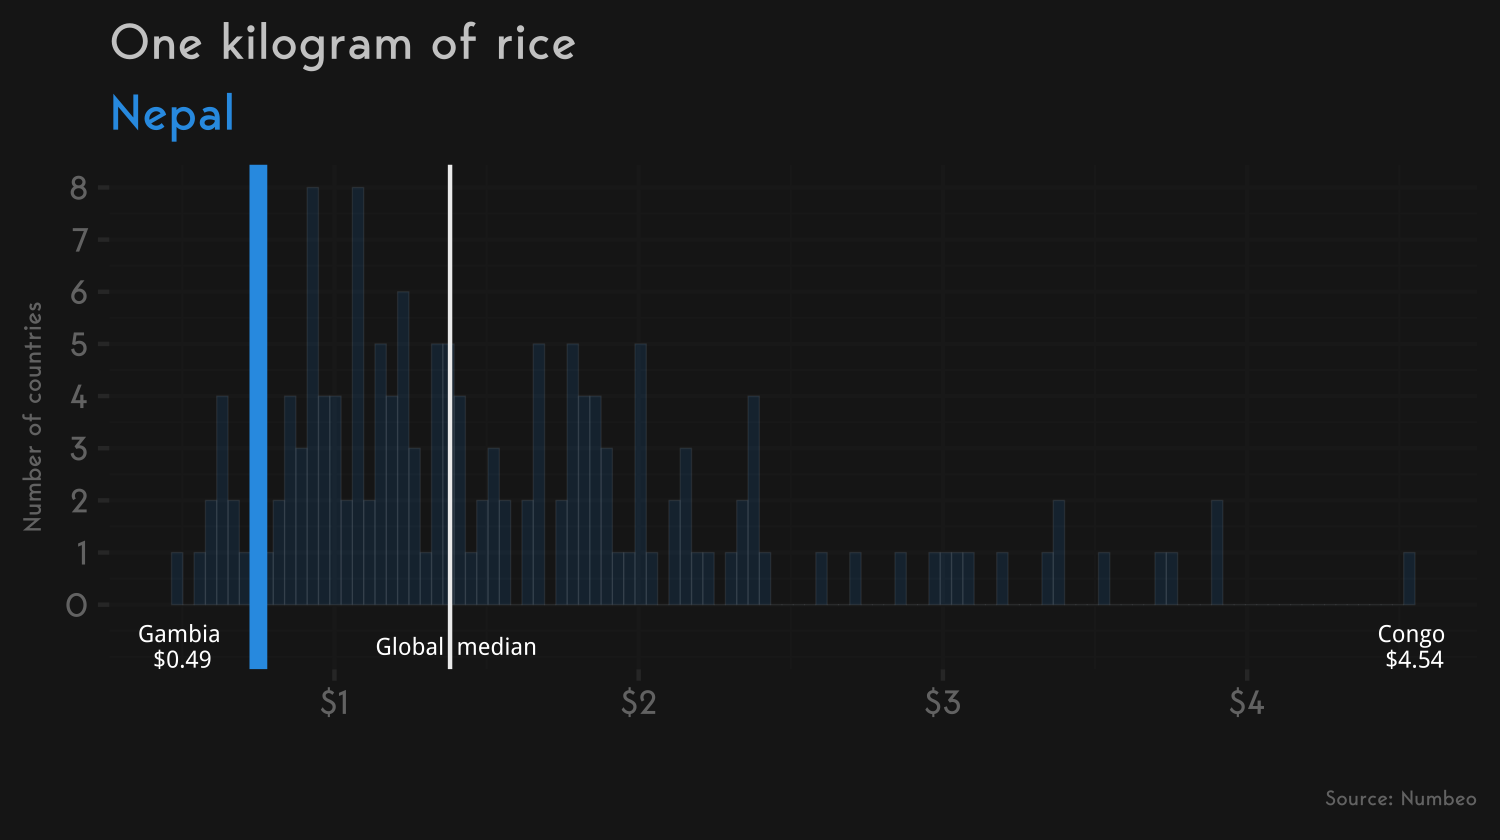 One kilogram of rice
Nepal
Number of countries
8
7
6
5
4
3
2
1
0
Gambia
$0.49
Global median
Congo
$4.54
$1 $2 $3 $4
Source: Numbeo